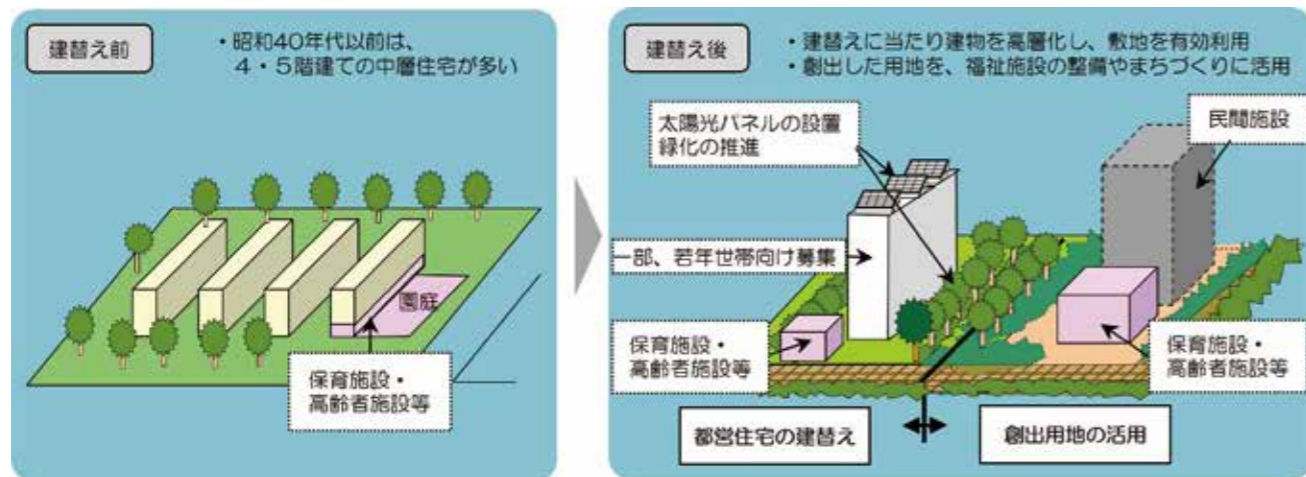 建替え前
・昭和40年代以前は、
4・5階建ての中層住宅が多い
園庭
保育施設・
高齢者施設等
建替え後
・建替えに当たり建物を高層化し、敷地を有効利用
・創出した用地を、福祉施設の整備やまちづくりに活用
太陽光パネルの設置
緑化の推進
民間施設
一部、若年世帯向け募集
保育施設・
高齢者施設等
保育施設・
高齢者施設等
都営住宅の建替え
創出用地の活用